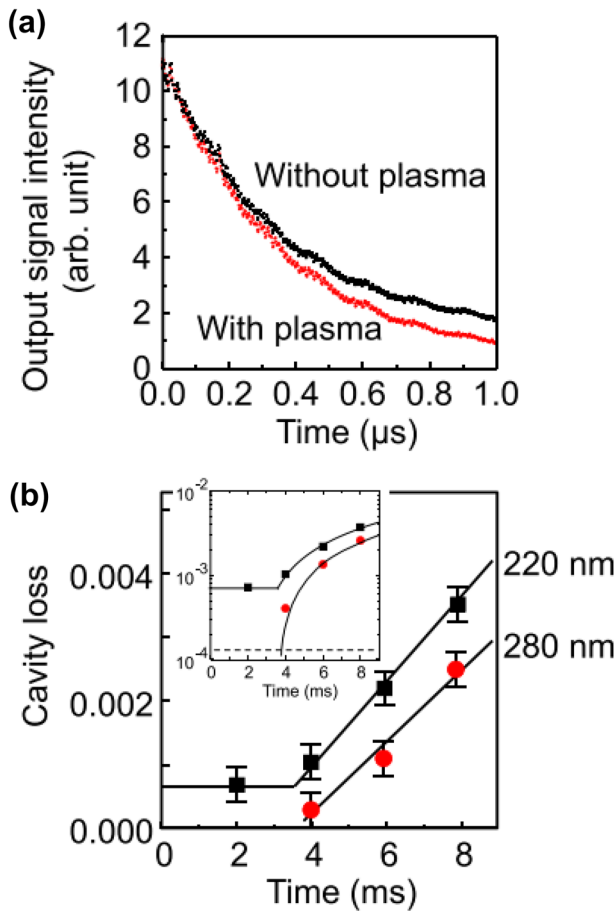 (a)
Output signal intensity
(arb. unit)
12
10
8
6
4
2
0
Without plasma
With plasma
0.0 0.2 0.4 0.6 0.8 1.0
Time (μs)
(b)
Cavity loss
0.004
0.002
0.000
10-2
10-3
10-4
0 2 4 6 8
Time (ms)
220 nm
280 nm
2 4 6 8
Time (ms)